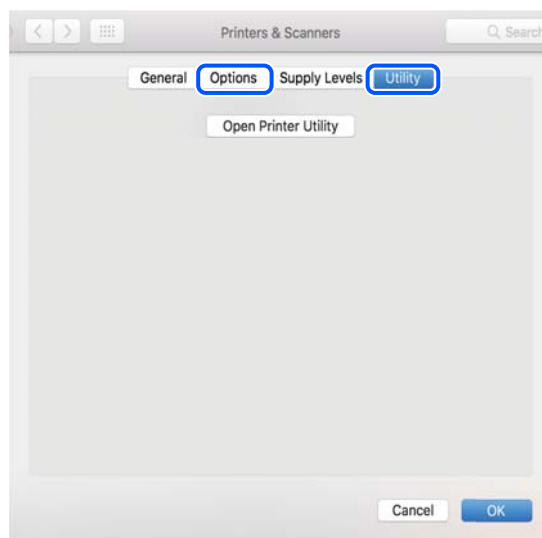 Printers & Scanners
Search
General Options Supply Levels Utility
Open Printer Utility
Cancel OK